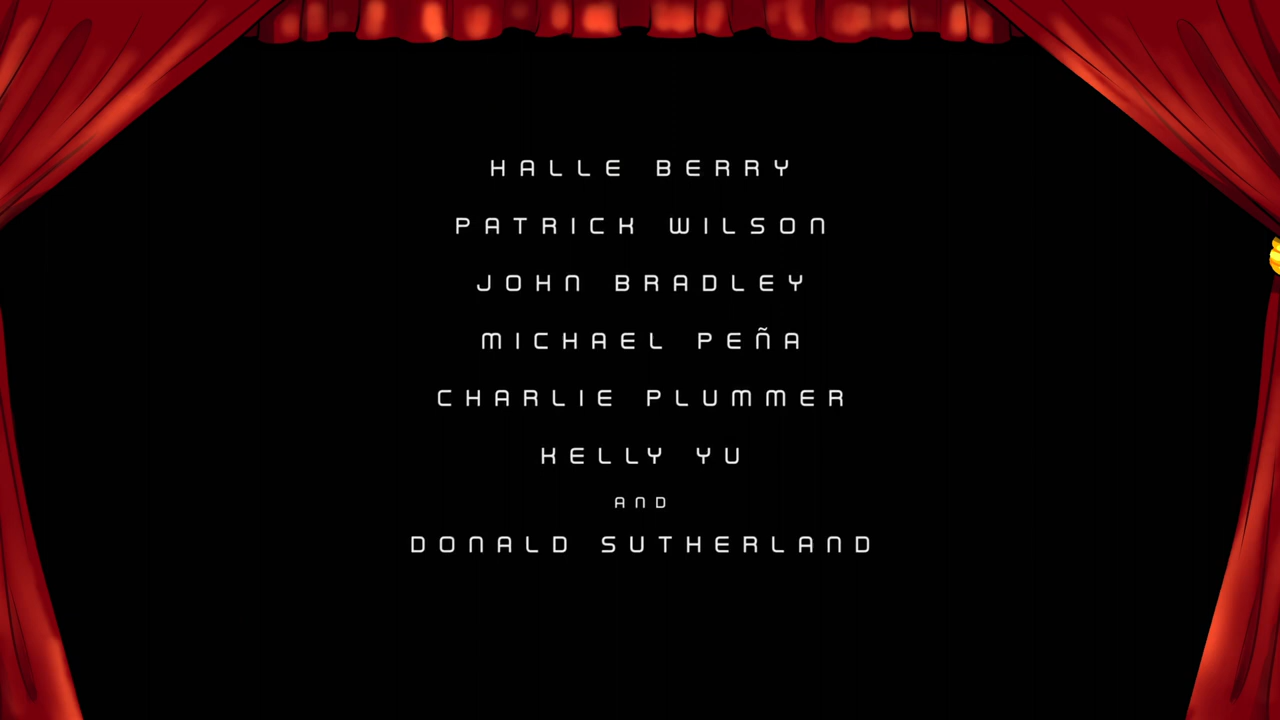 HALLE BERRY
PATRICK WILSON
JOHN BRADLEY
MICHAEL PEÑA
CHARLIE PLUMMER
KELLY YU
AND
DONALD SUTHERLAND